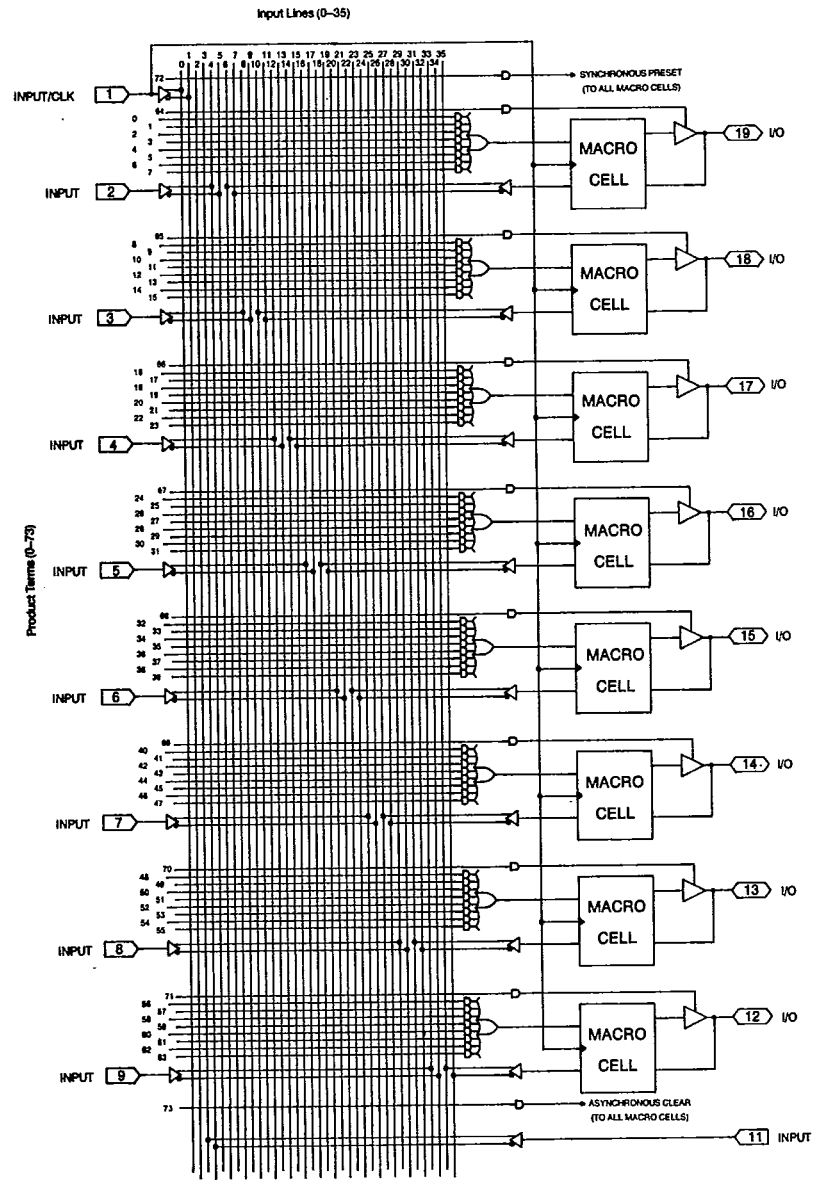 Input Lines (0–35)
1 3 5 7 9 11 13 15 17 19 21 23 25 27 29 31 33 35
0 2 4 6 8 10 12 14 16 18 20 22 24 26 28 30 32 34
72
SYNCHRONOUS PRESET
(TO ALL MACRO CELLS)
INPUT/CLK 1
64
0
1
2
3
4
5
6
7
MACRO
CELL
19 I/O
INPUT 2
65
8
9
10
11
12
13
14
15
MACRO
CELL
18 I/O
INPUT 3
66
17
18
19
20
21
22
23
MACRO
CELL
17 I/O
INPUT 4
67
24
25
26
27
28
29
30
31
MACRO
CELL
16 I/O
INPUT 5
Product Terms (0–73)
32
33
34
35
36
37
38
MACRO
CELL
15 I/O
INPUT 6
40
41
42
43
44
45
46
47
MACRO
CELL
14 I/O
INPUT 7
70
48
49
50
51
52
53
54
55
MACRO
CELL
13 I/O
INPUT 8
71
56
57
58
59
60
61
62
63
MACRO
CELL
12 I/O
INPUT 9
73
ASYNCHRONOUS CLEAR
(TO ALL MACRO CELLS)
11 INPUT